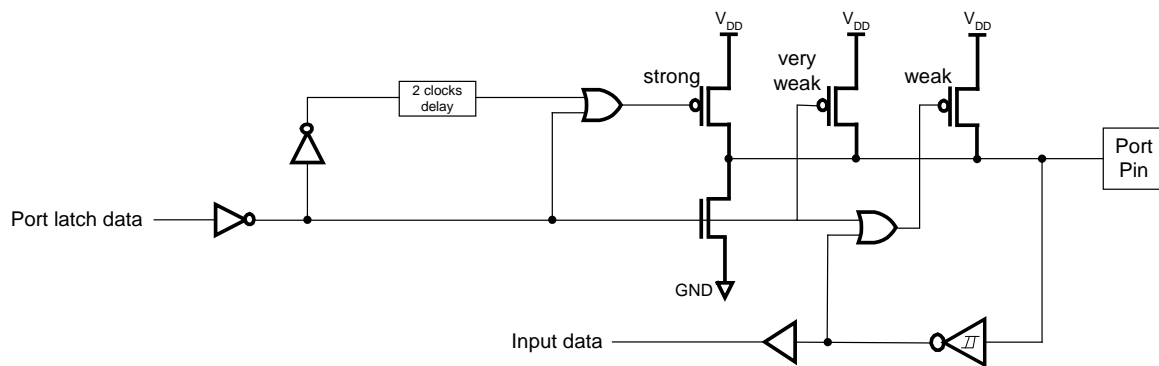 V_DD V_DD V_DD
strong
very
weak
weak
2 clocks
delay
Port
Pin
Port latch data
GND
Input data